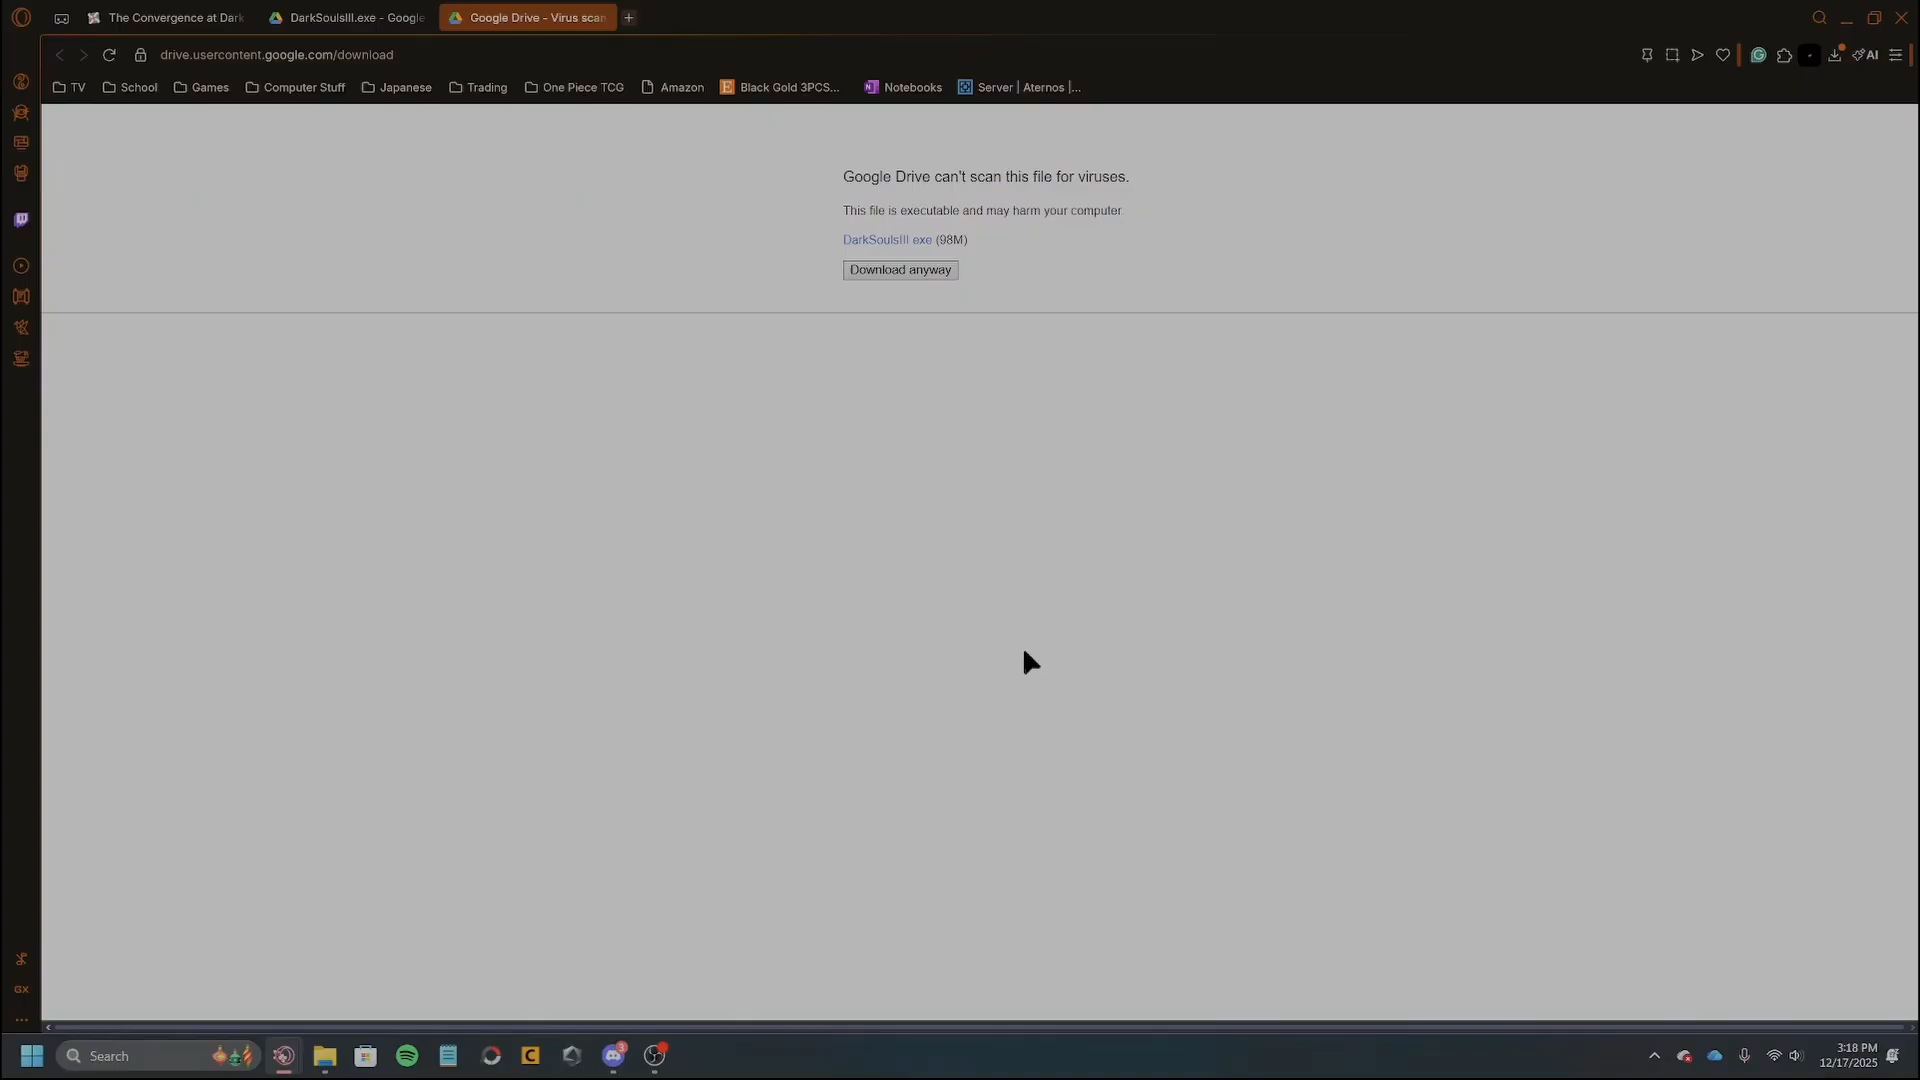 The Convergence at Dark
DarkSoulsIII.exe - Google
Google Drive - Virus scan
drive.usercontent.google.com/download
AI
TV
School
Games
Computer Stuff
Japanese
Trading
One Piece TCG
Amazon
Black Gold 3PCS...
Notebooks
Server | Aternos |...
Google Drive can't scan this file for viruses.
This file is executable and may harm your computer.
DarkSoulsIII.exe (98M)
Download anyway
GX
Search
3
3:18 PM
12/17/2025